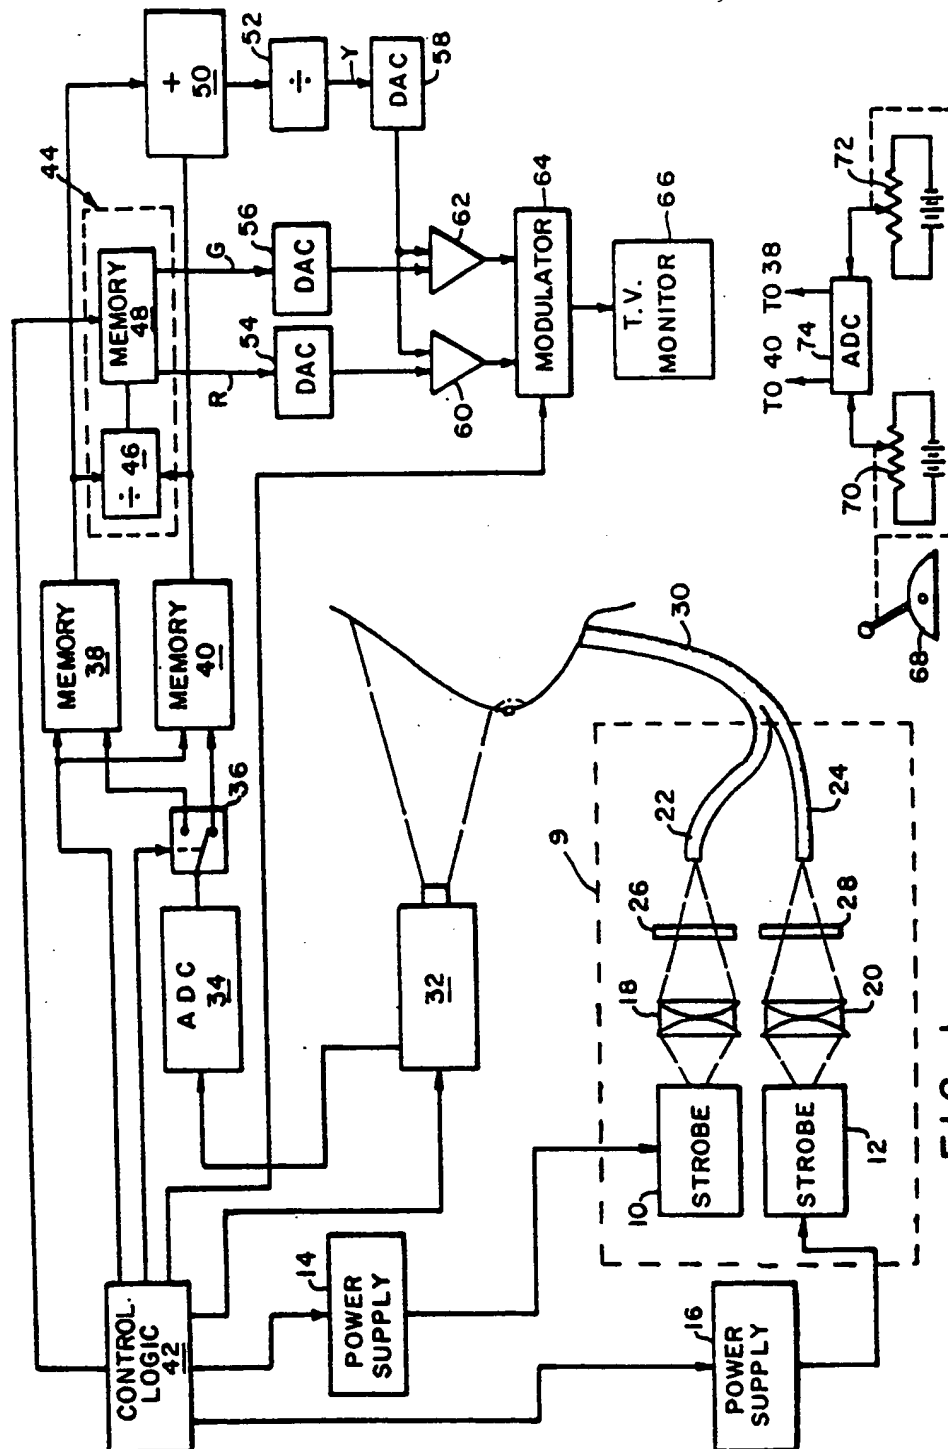 44
+
50
52
÷
Y
DAC
58
MEMORY
48
÷ 46
G
56
DAC
R
54
DAC
62
60
MODULATOR
64
T.V.
MONITOR
66
72
TO 38
TO 40
74
ADC
70
68
MEMORY
38
MEMORY
40
36
ADC
34
32
30
9
22
24
26
28
18
20
STROBE
10
STROBE
12
CONTROL.
LOGIC
42
14
POWER
SUPPLY
16
POWER
SUPPLY